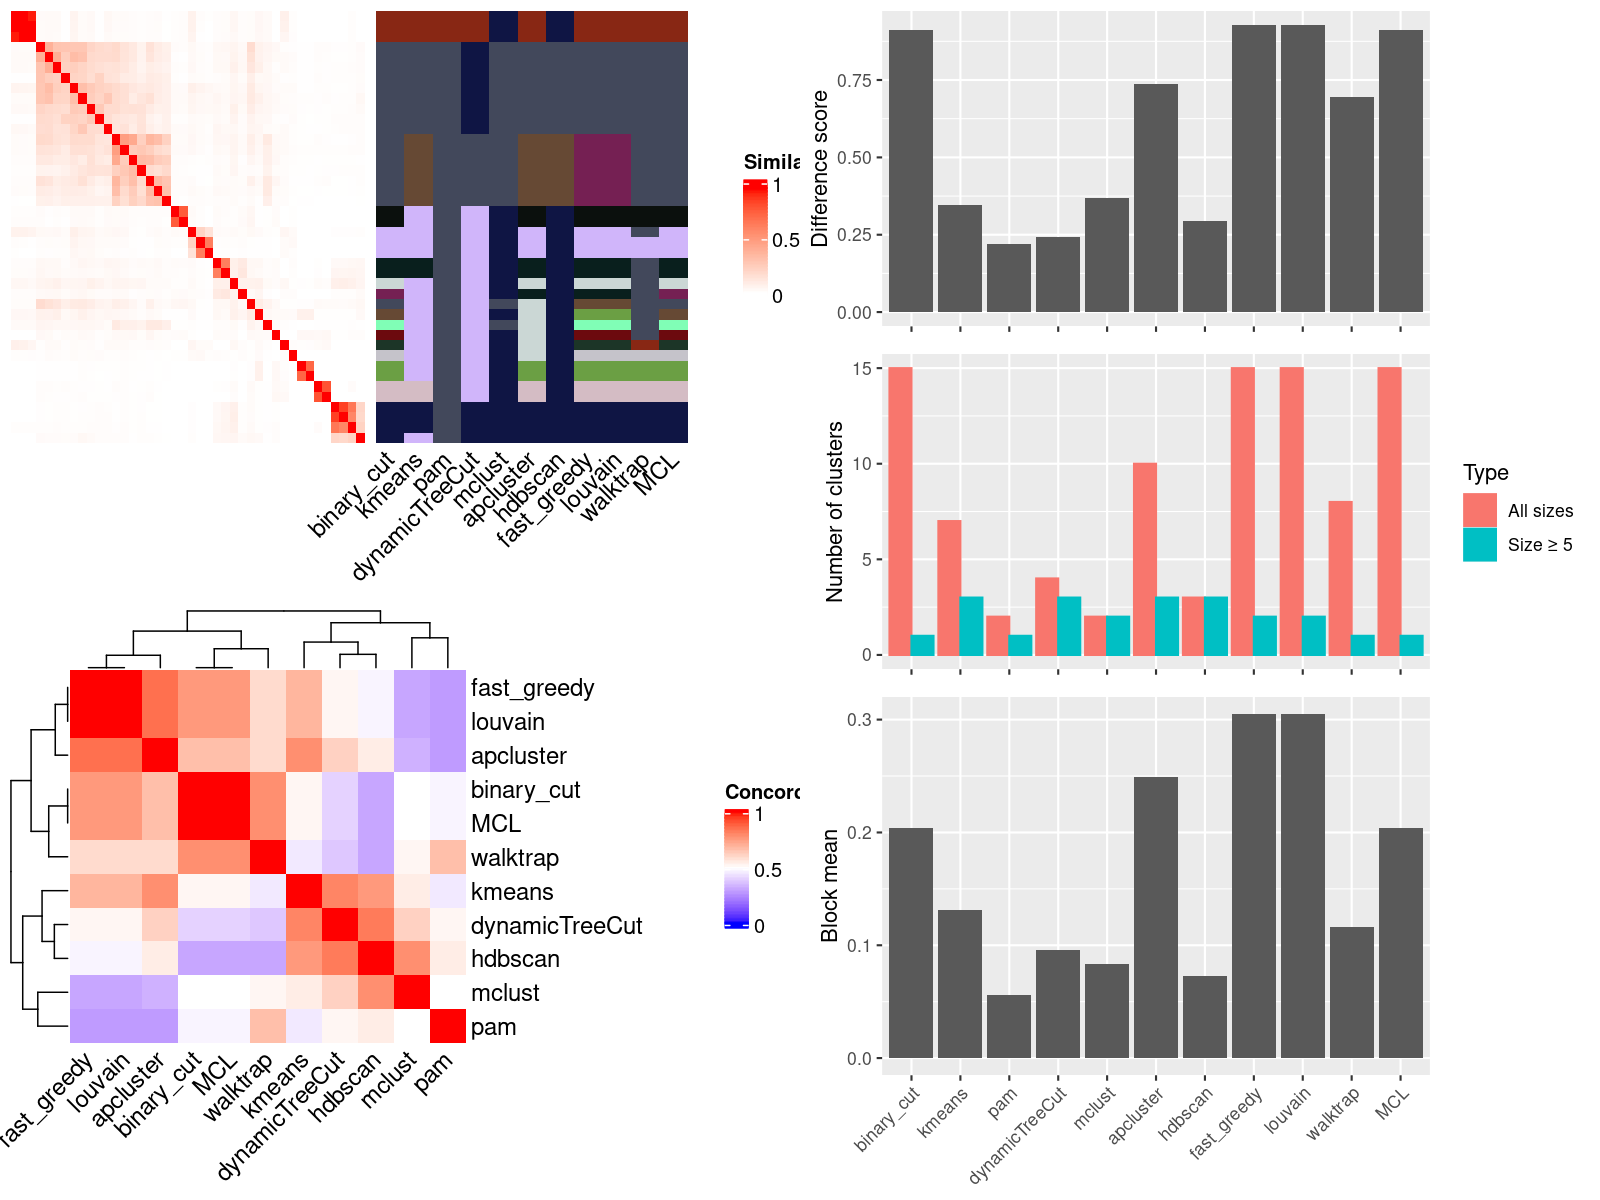 Simila
1
0.5
0
binary_cut
kmeans
pam
dynamicTreeCut
mclust
apcluster
hdbscan
fast_greedy
louvain
walktrap
MCL
fast_greedy
louvain
apcluster
binary_cut
MCL
walktrap
kmeans
dynamicTreeCut
hdbscan
mclust
pam
Concord
1
0.5
0
fast_greedy
louvain
apcluster
binary_cut
MCL
walktrap
kmeans
dynamicTreeCut
hdbscan
mclust
pam
Difference score
0.75
0.50
0.25
0.00
Number of clusters
15
10
5
0
Type
All sizes
Size ≥ 5
Block mean
0.3
0.2
0.1
0.0
binary_cut
kmeans
pam
dynamicTreeCut
mclust
apcluster
hdbscan
fast_greedy
louvain
walktrap
MCL